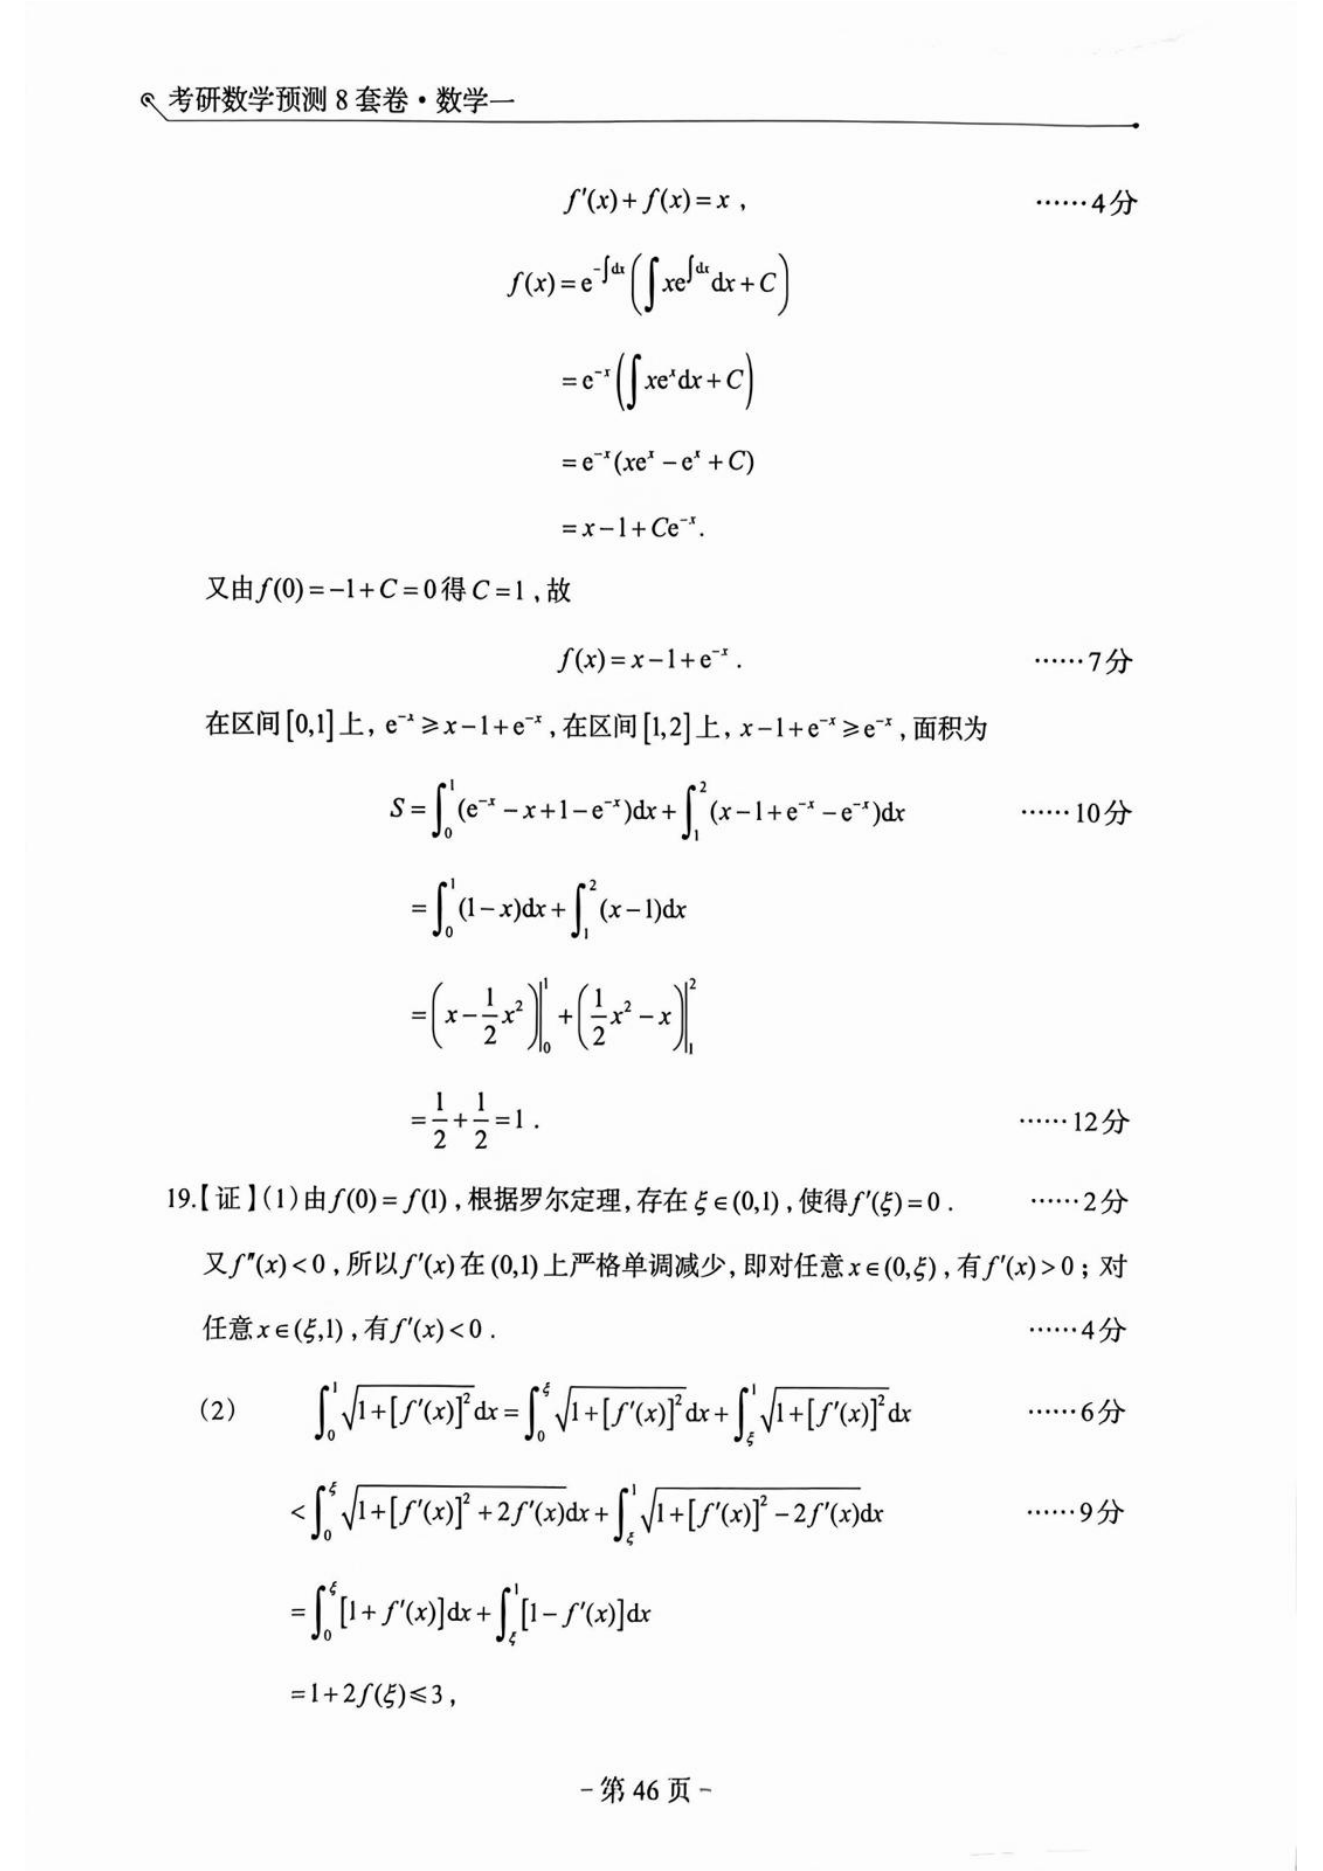 考研数学预测 8 套卷·数学一
f′(x)+f(x)=x , ……4分
f(x)=e^{-∫dx}(∫xe^{∫dx}dx+C)
=e^{-x}(∫xe^x dx+C)
=e^{-x}(xe^x-e^x+C)
=x-1+Ce^{-x}.
又由f(0)=-1+C=0得C=1,故
f(x)=x-1+e^{-x}. ……7分
在区间[0,1]上,e^{-x}⩾x-1+e^{-x},在区间[1,2]上,x-1+e^{-x}⩾e^{-x},面积为
S=∫_0^1(e^{-x}-x+1-e^{-x})dx+∫_1^2(x-1+e^{-x}-e^{-x})dx ……10分
=∫_0^1(1-x)dx+∫_1^2(x-1)dx
=(x-\frac{1}{2}x^2)|_0^1+(\frac{1}{2}x^2-x)|_1^2
=\frac{1}{2}+\frac{1}{2}=1. ……12分
19.【证】(1)由f(0)=f(1),根据罗尔定理,存在ξ∈(0,1),使得f′(ξ)=0. ……2分
又f″(x)<0,所以f′(x)在(0,1)上严格单调减少,即对任意x∈(0,ξ),有f′(x)>0;对
任意x∈(ξ,1),有f′(x)<0. ……4分
(2) ∫_0^1\sqrt{1+[f′(x)]^2}dx=∫_0^ξ\sqrt{1+[f′(x)]^2}dx+∫_ξ^1\sqrt{1+[f′(x)]^2}dx ……6分
<∫_0^ξ\sqrt{1+[f′(x)]^2+2f′(x)}dx+∫_ξ^1\sqrt{1+[f′(x)]^2-2f′(x)}dx ……9分
=∫_0^ξ[1+f′(x)]dx+∫_ξ^1[1-f′(x)]dx
=1+2f(ξ)⩽3,
-第 46 页-